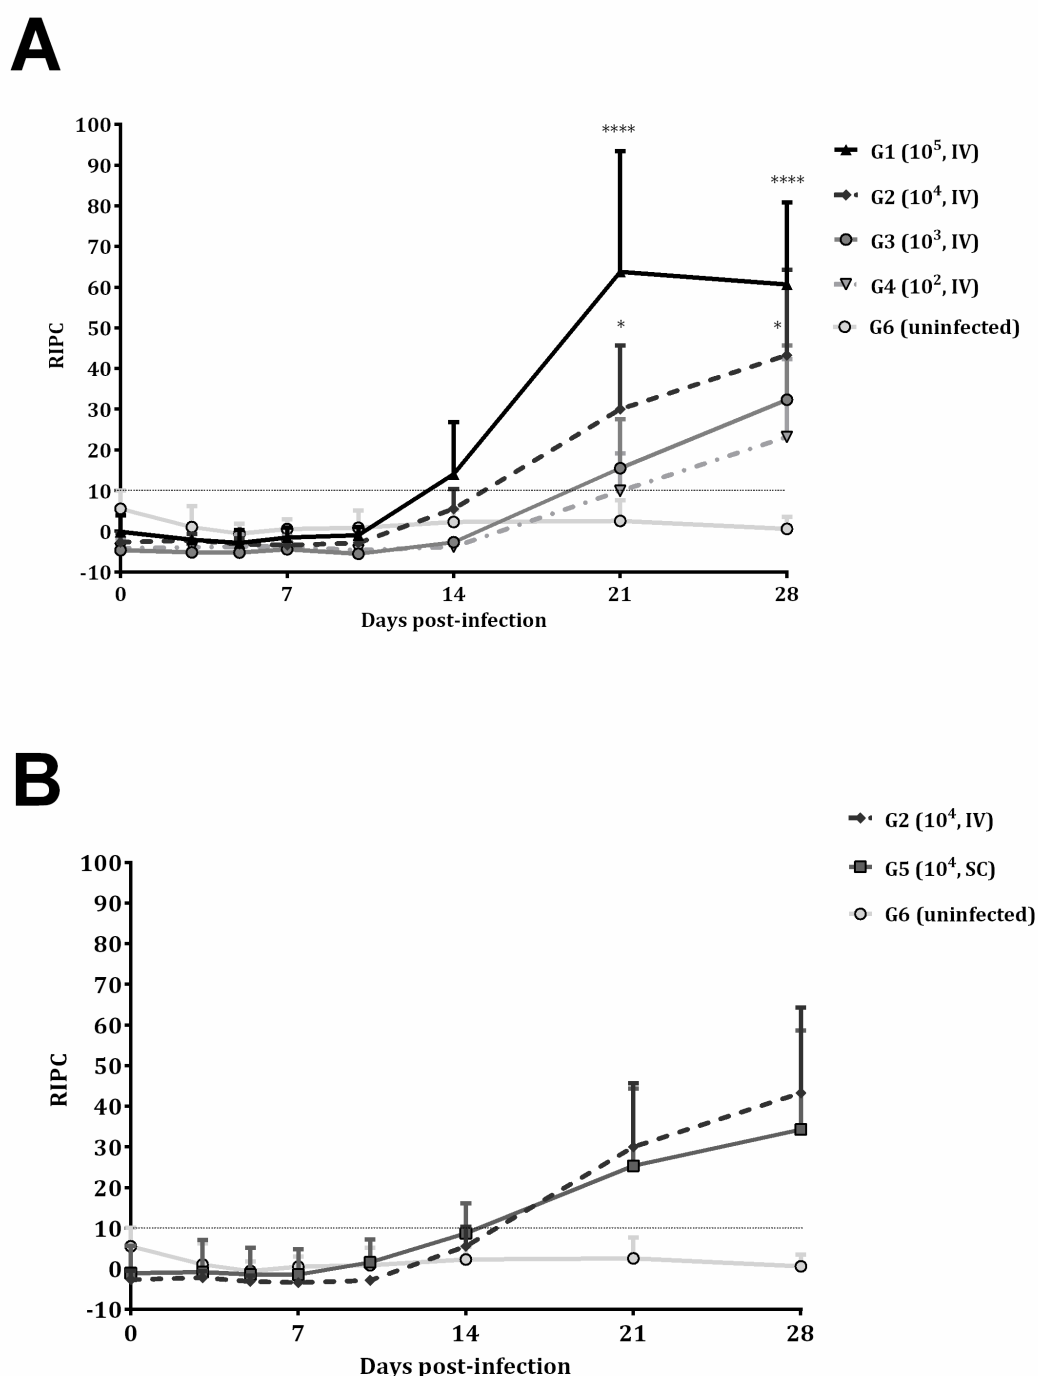 A
100
90
80
70
60
50
40
30
20
10
0
-10
RIPC
0 7 14 21 28
Days post-infection
****
****
*
*
G1 (10⁵, IV)
G2 (10⁴, IV)
G3 (10³, IV)
G4 (10², IV)
G6 (uninfected)
B
100
90
80
70
60
50
40
30
20
10
0
-10
RIPC
0 7 14 21 28
Days post-infection
G2 (10⁴, IV)
G5 (10⁴, SC)
G6 (uninfected)